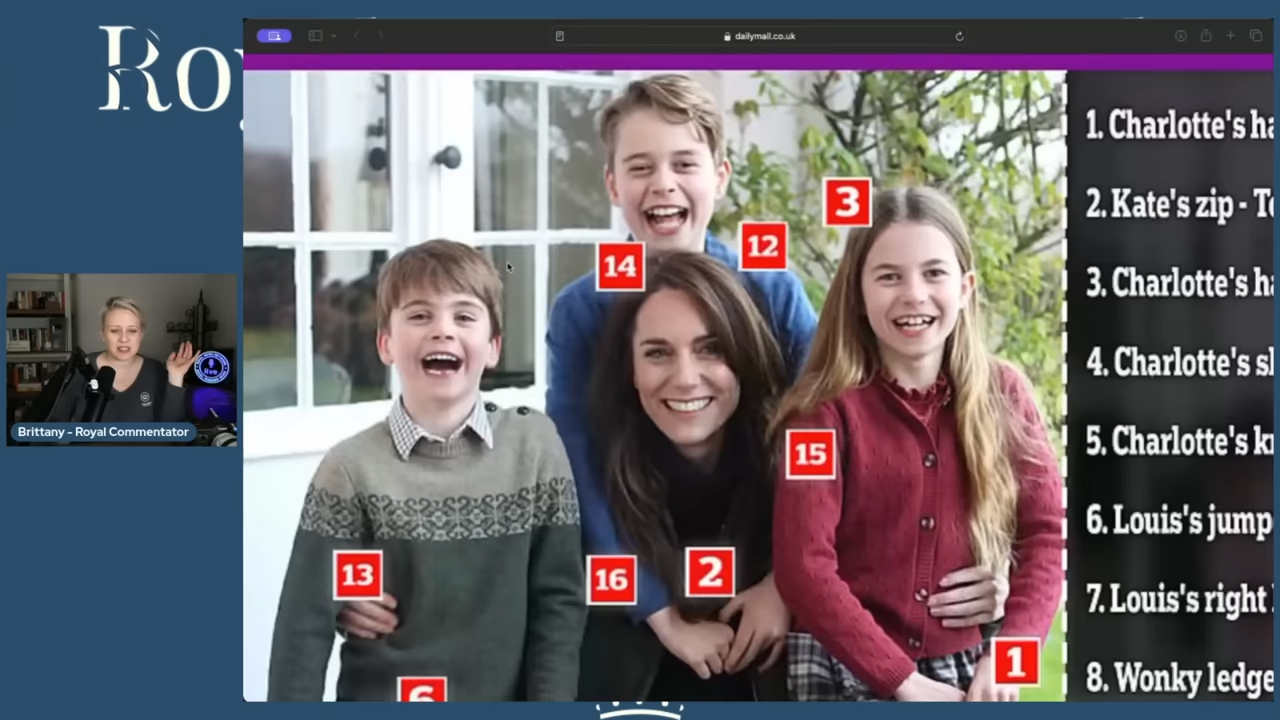 Ro
dailymail.co.uk
1. Charlotte's ha
2. Kate's zip - T
3. Charlotte's ha
4. Charlotte's sl
5. Charlotte's k
6. Louis's jump
7. Louis's right
8. Wonky ledge
3
12
14
15
13
16
2
1
6
live
Brittany - Royal Commentator